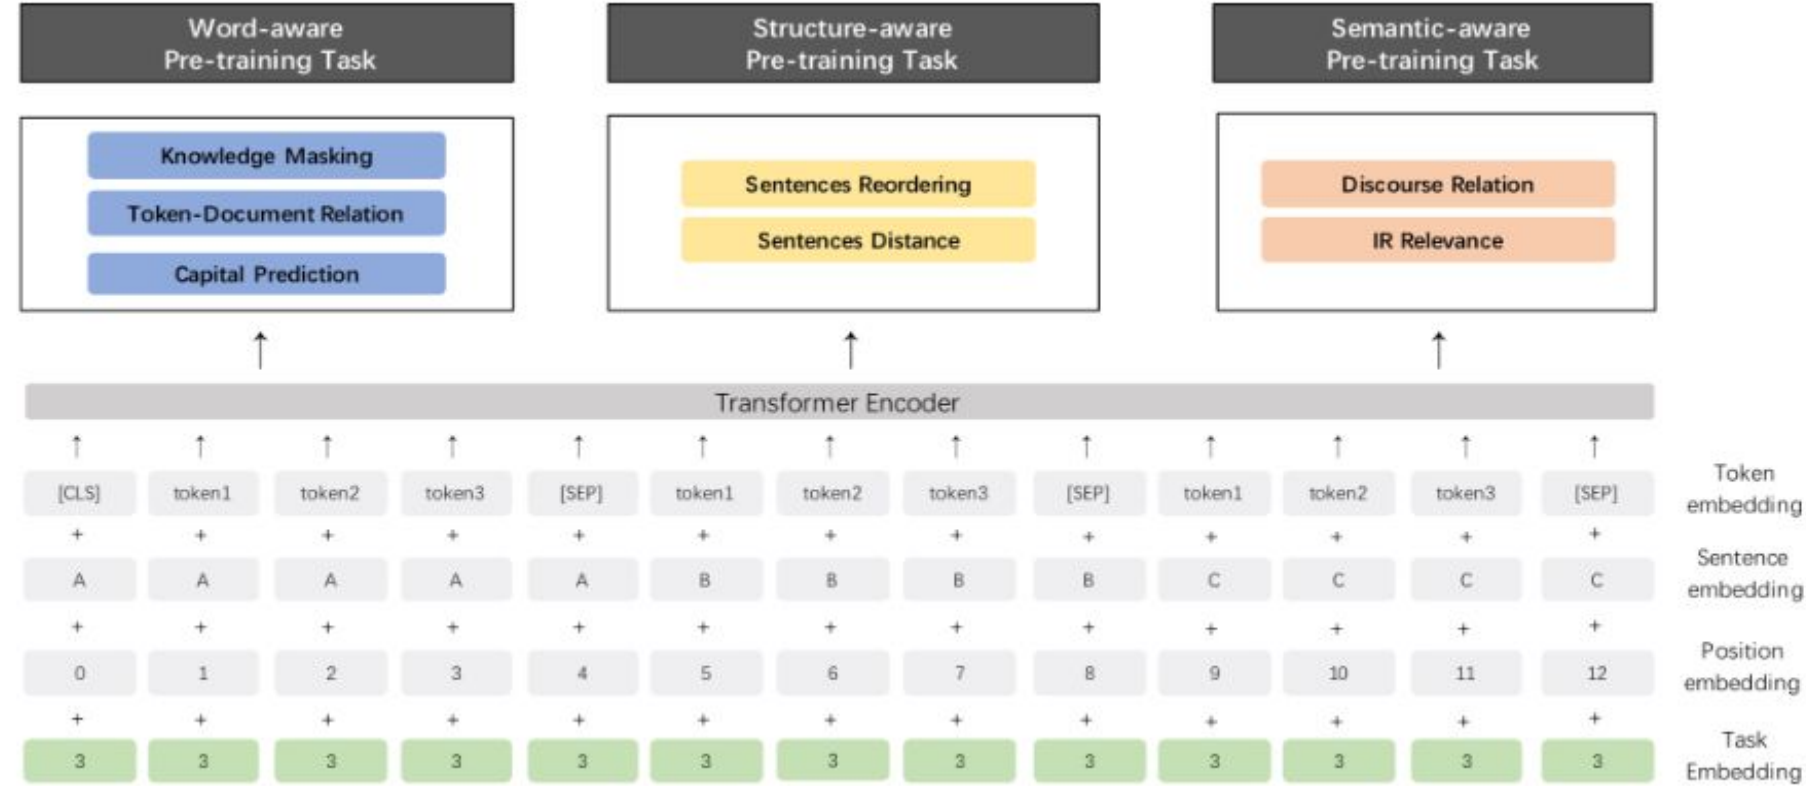 Word-aware
Pre-training Task
Structure-aware
Pre-training Task
Semantic-aware
Pre-training Task
Knowledge Masking
Token-Document Relation
Capital Prediction
Sentences Reordering
Sentences Distance
Discourse Relation
IR Relevance
Transformer Encoder
[CLS] token1 token2 token3 [SEP] token1 token2 token3 [SEP] token1 token2 token3 [SEP]
Token
embedding
+ + + + + + + + + + + + +
A A A A A B B B B C C C C
Sentence
embedding
+ + + + + + + + + + + + +
0 1 2 3 4 5 6 7 8 9 10 11 12
Position
embedding
+ + + + + + + + + + + + +
3 3 3 3 3 3 3 3 3 3 3 3 3
Task
Embedding